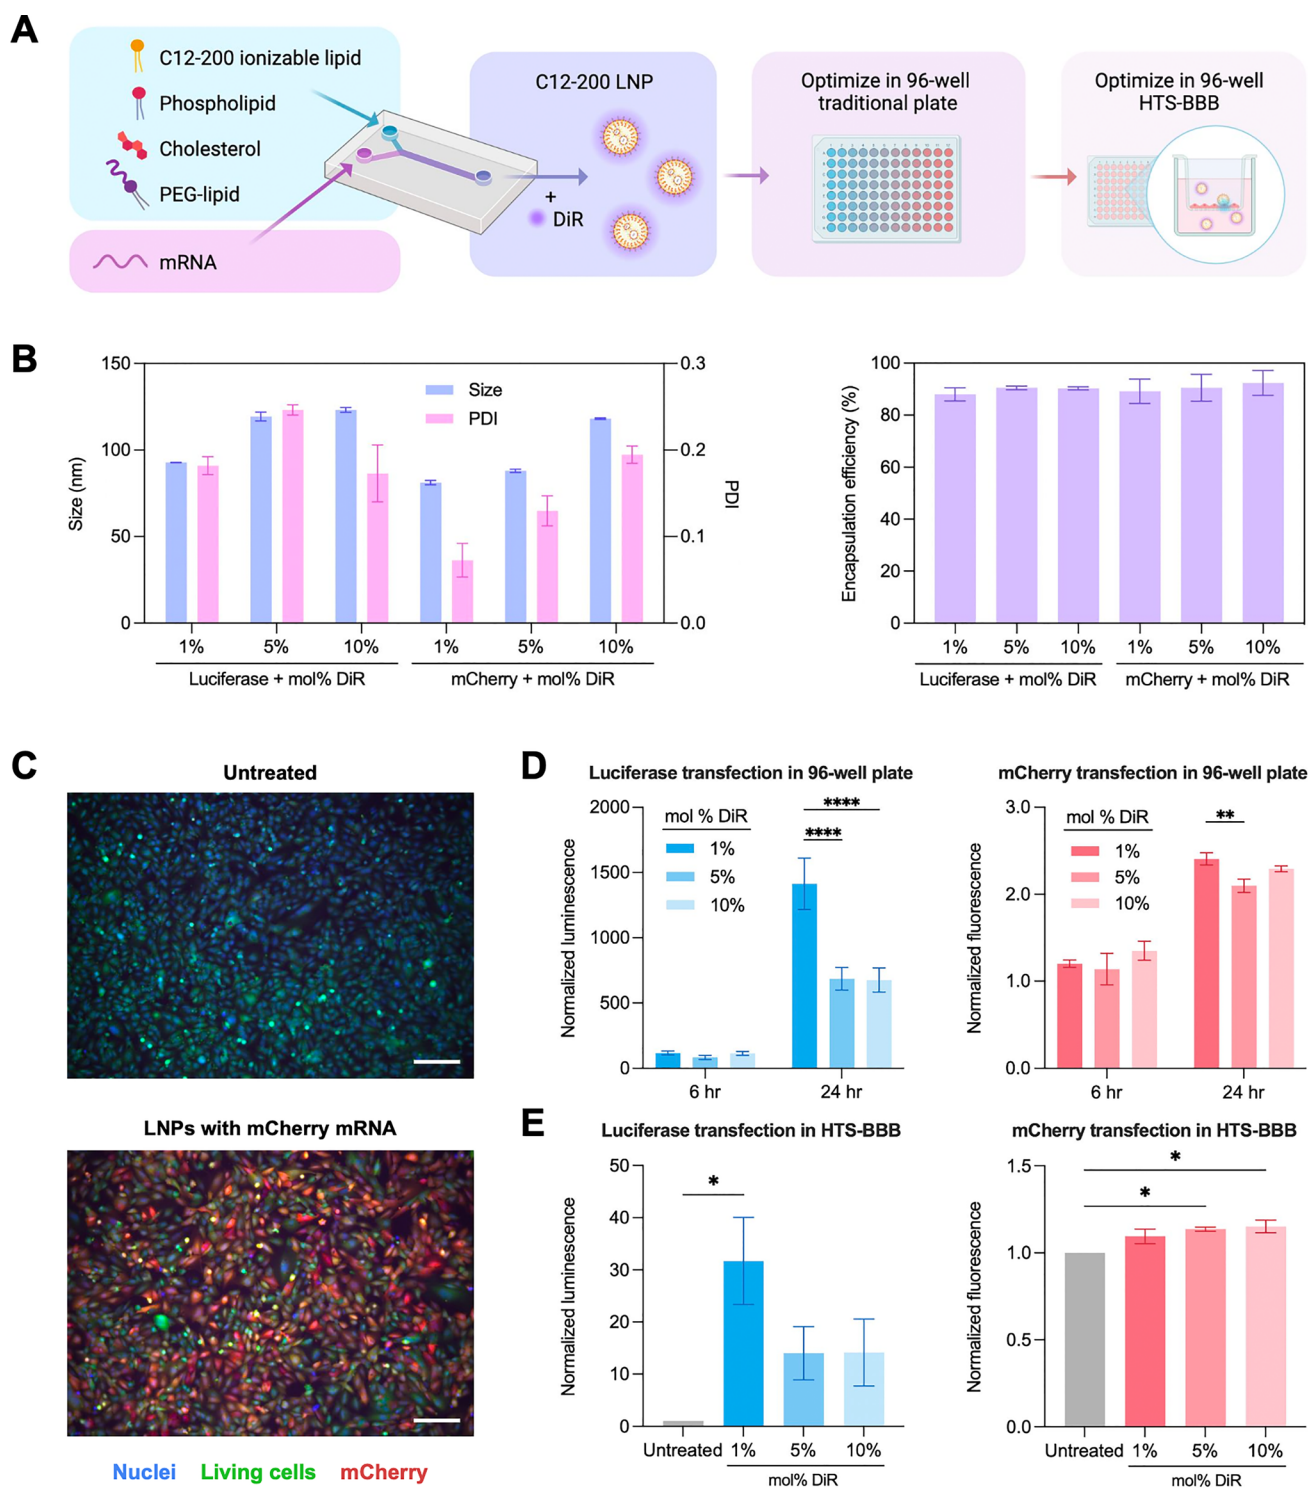 A
C12-200 ionizable lipid
Phospholipid
Cholesterol
PEG-lipid
mRNA
C12-200 LNP
+
DiR
Optimize in 96-well
traditional plate
Optimize in 96-well
HTS-BBB
B
150
100
50
0
Size (nm)
Size
PDI
0.3
0.2
0.1
0.0
PDI
1%
5%
10%
1%
5%
10%
Luciferase + mol% DiR
mCherry + mol% DiR
100
80
60
40
20
0
Encapsulation efficiency (%)
1%
5%
10%
1%
5%
10%
Luciferase + mol% DiR
mCherry + mol% DiR
C
Untreated
LNPs with mCherry mRNA
Nuclei Living cells mCherry
D
Luciferase transfection in 96-well plate
2000
1500
1000
500
0
Normalized luminescence
mol % DiR
1%
5%
10%
****
****
6 hr
24 hr
mCherry transfection in 96-well plate
3.0
2.0
1.0
0.0
Normalized fluorescence
mol % DiR
1%
5%
10%
**
6 hr
24 hr
E
Luciferase transfection in HTS-BBB
50
40
30
20
10
0
Normalized luminescence
*
Untreated 1% 5% 10%
mol% DiR
mCherry transfection in HTS-BBB
1.5
1.0
0.5
0.0
Normalized fluorescence
*
*
Untreated 1% 5% 10%
mol% DiR